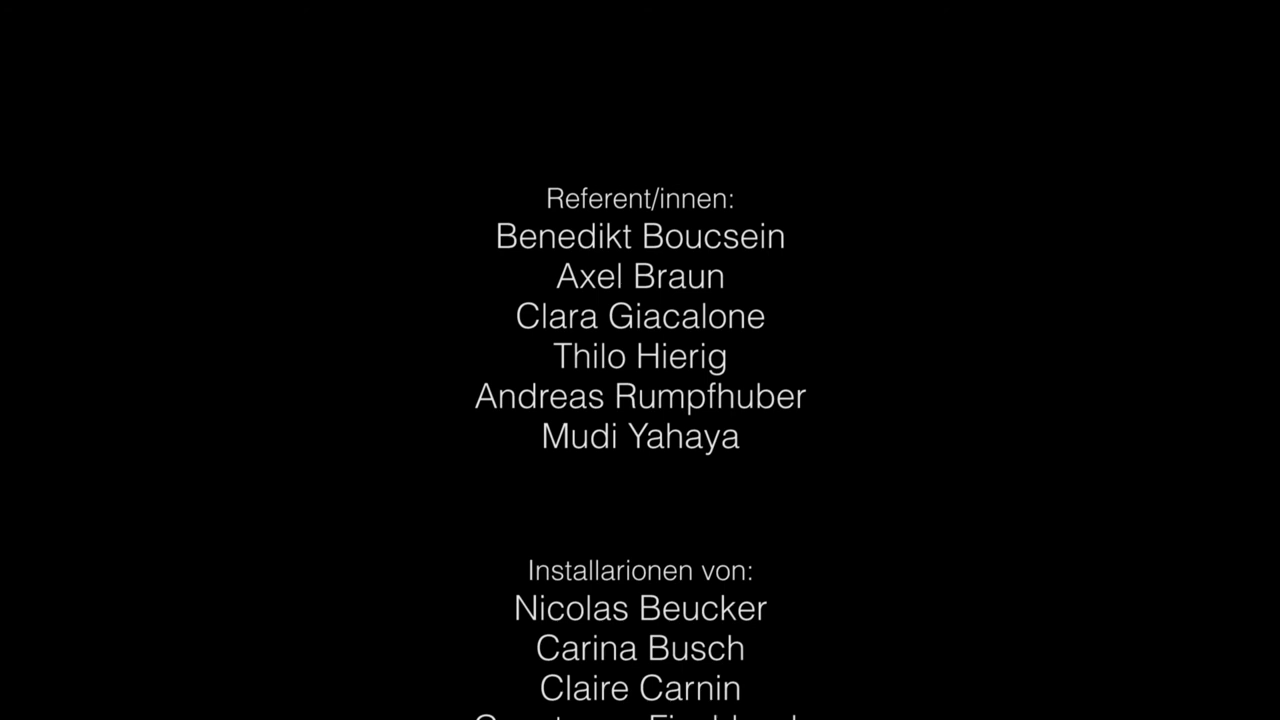 Referent/innen:
Benedikt Boucsein
Axel Braun
Clara Giacalone
Thilo Hierig
Andreas Rumpfhuber
Mudi Yahaya
Installarionen von:
Nicolas Beucker
Carina Busch
Claire Carnin